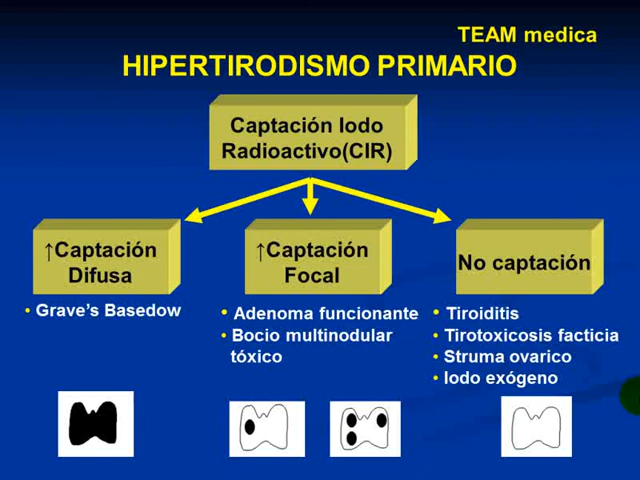 TEAM medica
HIPERTIRODISMO PRIMARIO
Captación Iodo
Radioactivo(CIR)
↑Captación
Difusa
• Grave's Basedow
↑Captación
Focal
• Adenoma funcionante
• Bocio multinodular
tóxico
No captación
• Tiroiditis
• Tirotoxicosis facticia
• Struma ovarico
• Iodo exógeno